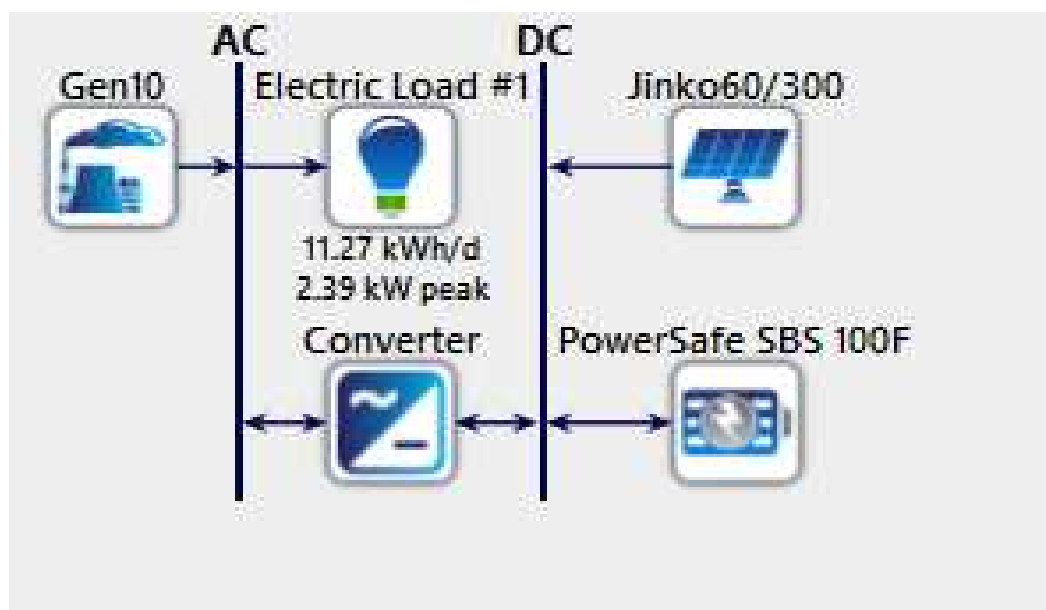 AC
DC
Gen10
Electric Load #1
Jinko60/300
11.27 kWh/d
2.39 kW peak
Converter
PowerSafe SBS 100F